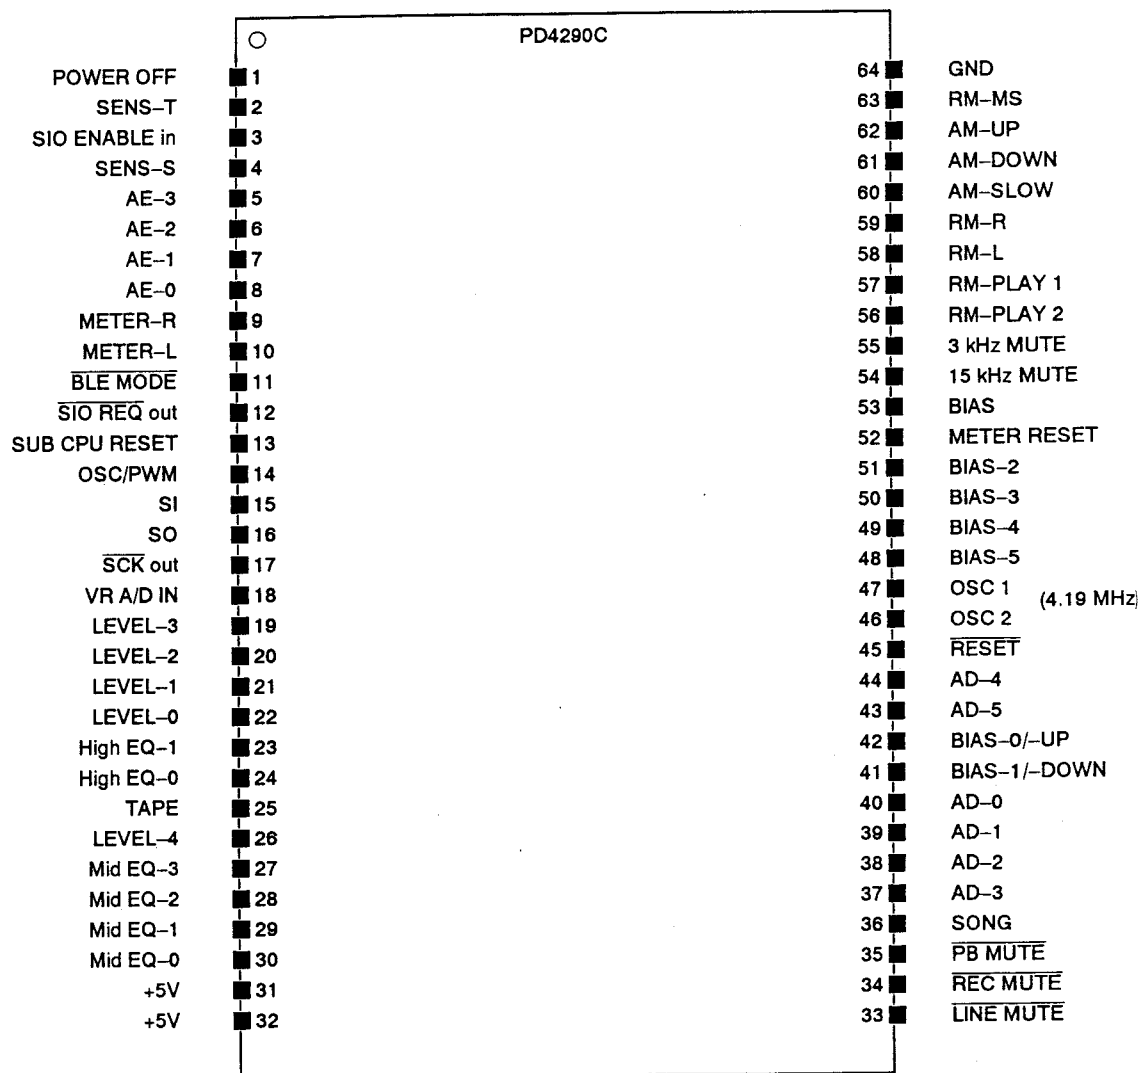 PD4290C
POWER OFF 1
SENS–T 2
SIO ENABLE in 3
SENS–S 4
AE–3 5
AE–2 6
AE–1 7
AE–0 8
METER–R 9
METER–L 10
BLE MODE 11
SIO REQ out 12
SUB CPU RESET 13
OSC/PWM 14
SI 15
SO 16
SCK out 17
VR A/D IN 18
LEVEL–3 19
LEVEL–2 20
LEVEL–1 21
LEVEL–0 22
High EQ–1 23
High EQ–0 24
TAPE 25
LEVEL–4 26
Mid EQ–3 27
Mid EQ–2 28
Mid EQ–1 29
Mid EQ–0 30
+5V 31
+5V 32
64 GND
63 RM–MS
62 AM–UP
61 AM–DOWN
60 AM–SLOW
59 RM–R
58 RM–L
57 RM–PLAY 1
56 RM–PLAY 2
55 3 kHz MUTE
54 15 kHz MUTE
53 BIAS
52 METER RESET
51 BIAS–2
50 BIAS–3
49 BIAS–4
48 BIAS–5
47 OSC 1
(4.19 MHz)
46 OSC 2
45 RESET
44 AD–4
43 AD–5
42 BIAS–0/–UP
41 BIAS–1/–DOWN
40 AD–0
39 AD–1
38 AD–2
37 AD–3
36 SONG
35 PB MUTE
34 REC MUTE
33 LINE MUTE